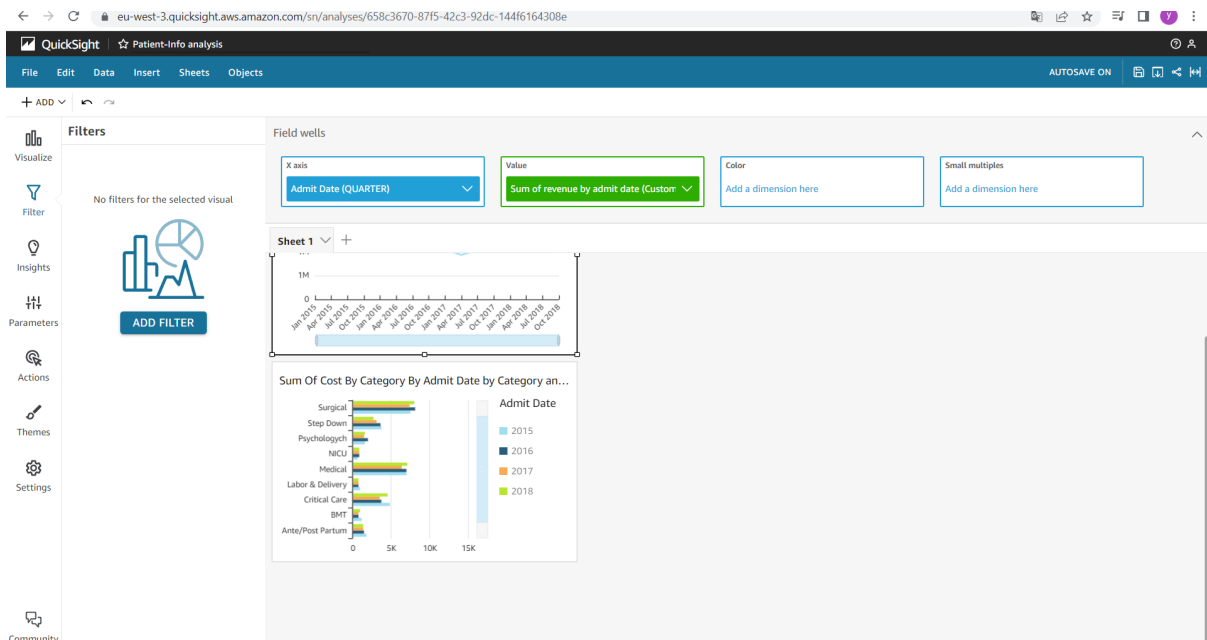 eu-west-3.quicksight.aws.amazon.com/sn/analyses/658c3670-87f5-42c3-92dc-144f6164308e
y
QuickSight Patient-Info analysis
File Edit Data Insert Sheets Objects AUTOSAVE ON
ADD
Visualize
Filter
Insights
Parameters
Actions
Themes
Settings
Community
Filters
No filters for the selected visual
ADD FILTER
Field wells
X axis
Admit Date (QUARTER)
Value
Sum of revenue by admit date (Custom
Color
Add a dimension here
Small multiples
Add a dimension here
Sheet 1
1M
0
Jan 2015 Apr 2015 Jul 2015 Oct 2015 Jan 2016 Apr 2016 Jul 2016 Oct 2016 Jan 2017 Apr 2017 Jul 2017 Oct 2017 Jan 2018 Apr 2018 Jul 2018 Oct 2018
Sum Of Cost By Category By Admit Date by Category an...
Surgical
Step Down
Psychologych
NICU
Medical
Labor & Delivery
Critical Care
BMT
Ante/Post Partum
0 5K 10K 15K
Admit Date
2015
2016
2017
2018